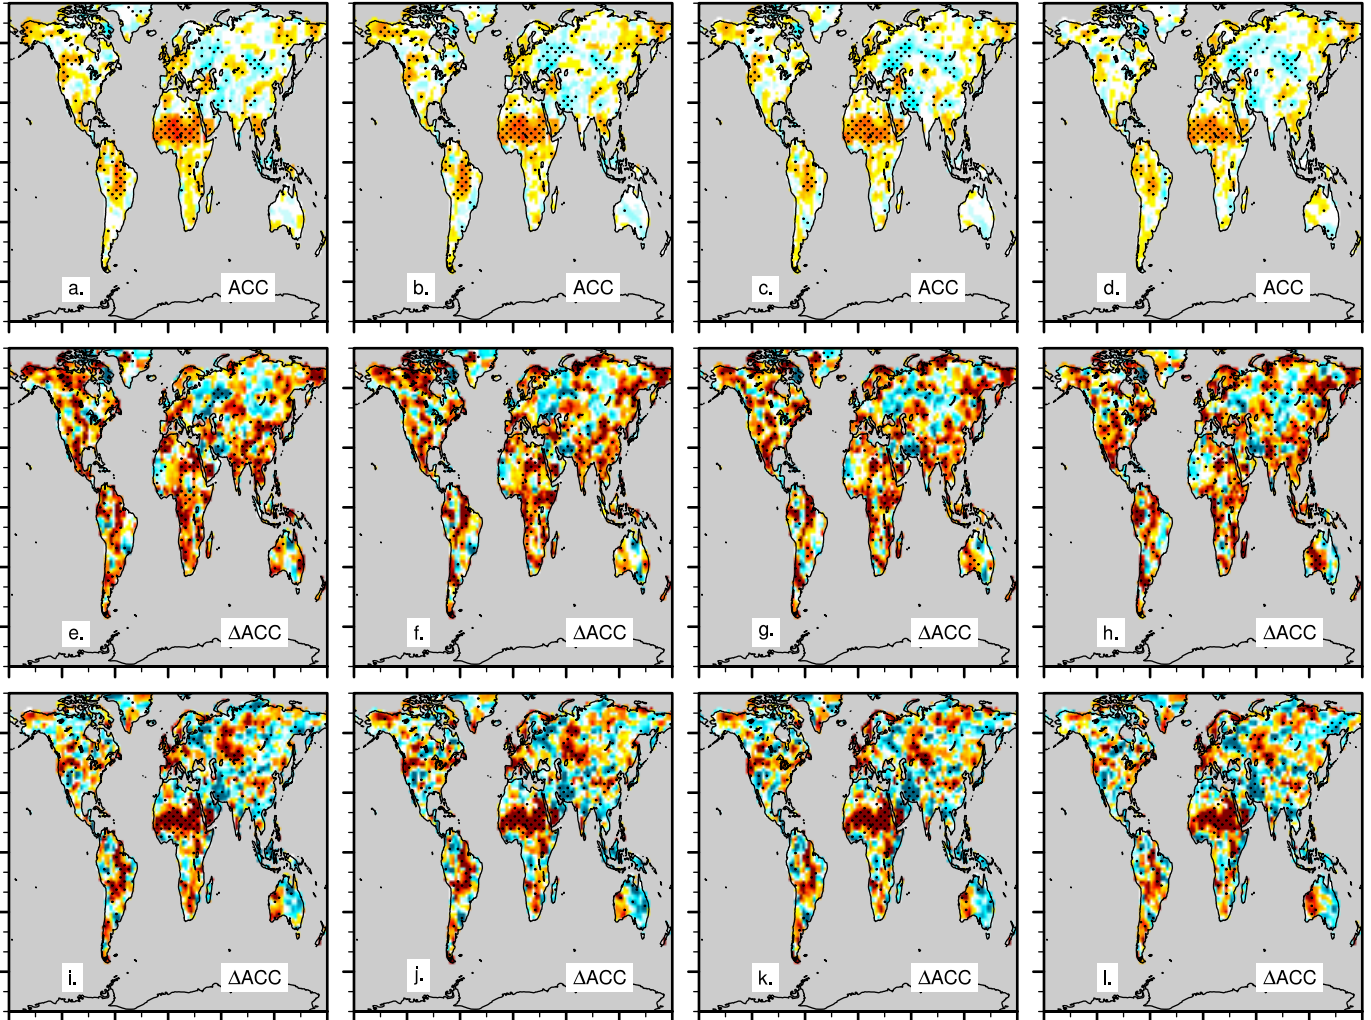 a. ACC b. ACC c. ACC d. ACC
e. ΔACC f. ΔACC g. ΔACC h. ΔACC
i. ΔACC j. ΔACC k. ΔACC l. ΔACC